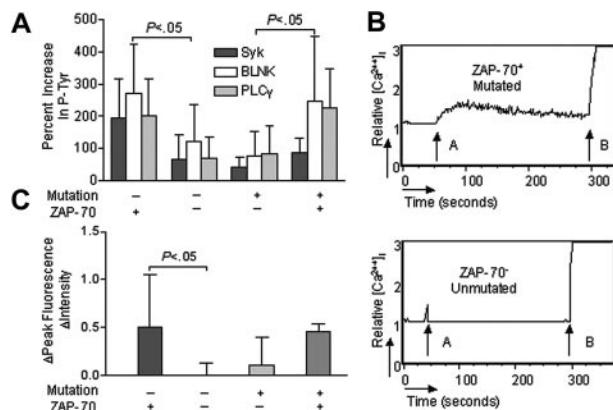 A
P<.05
P<.05
Syk
BLNK
PLCγ
Percent Increase
In P-Tyr
500
400
300
200
100
0
Mutation − − + +
ZAP-70 + − − +
B
Relative [Ca²⁺]i
3
2
1
0
ZAP-70⁺
Mutated
A
B
0 100 200 300
Time (seconds)
C
P<.05
ΔPeak Fluorescence
ΔIntensity
1.5
1.0
0.5
0.0
Mutation − − + +
ZAP-70 + − − +
Relative [Ca²⁺]i
3
2
1
0
ZAP-70⁻
Unmutated
A
B
0 100 200 300
Time (seconds)